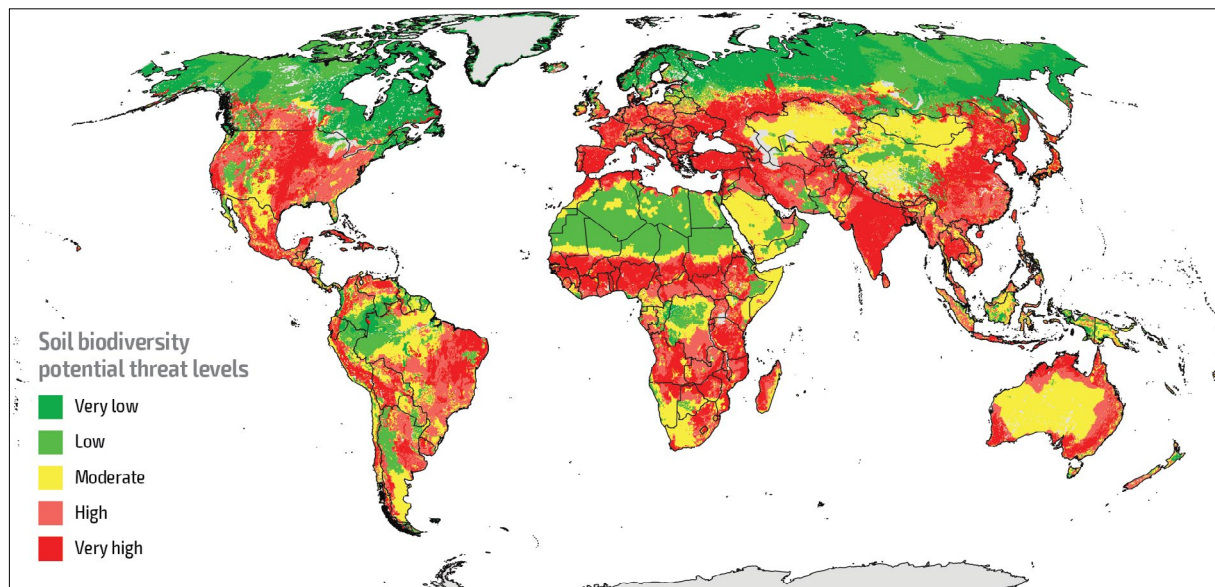 Soil biodiversity
potential threat levels
Very low
Low
Moderate
High
Very high